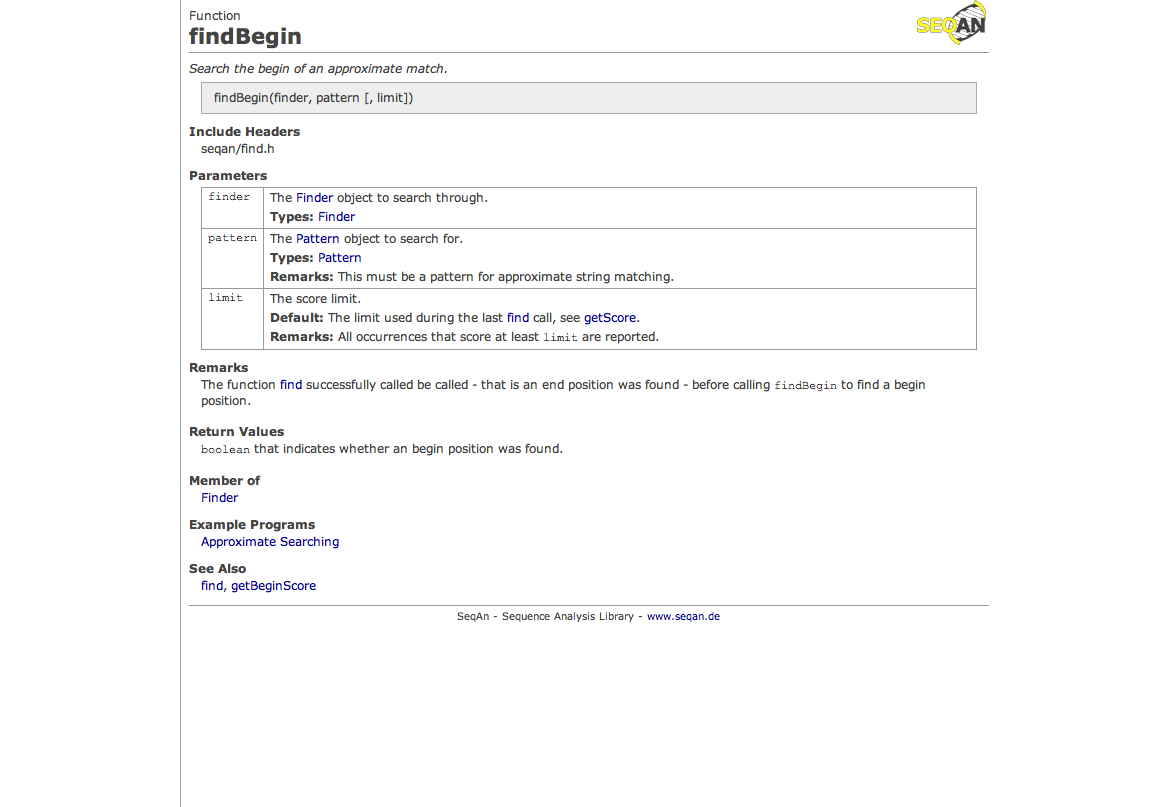 Function
findBegin
SEQAN
Search the begin of an approximate match.
findBegin(finder, pattern [, limit])
Include Headers
seqan/find.h
Parameters
finder
The Finder object to search through.
Types: Finder
pattern
The Pattern object to search for.
Types: Pattern
Remarks: This must be a pattern for approximate string matching.
limit
The score limit.
Default: The limit used during the last find call, see getScore.
Remarks: All occurrences that score at least limit are reported.
Remarks
The function find successfully called be called - that is an end position was found - before calling findBegin to find a begin
position.
Return Values
boolean that indicates whether an begin position was found.
Member of
Finder
Example Programs
Approximate Searching
See Also
find, getBeginScore
SeqAn - Sequence Analysis Library - www.seqan.de